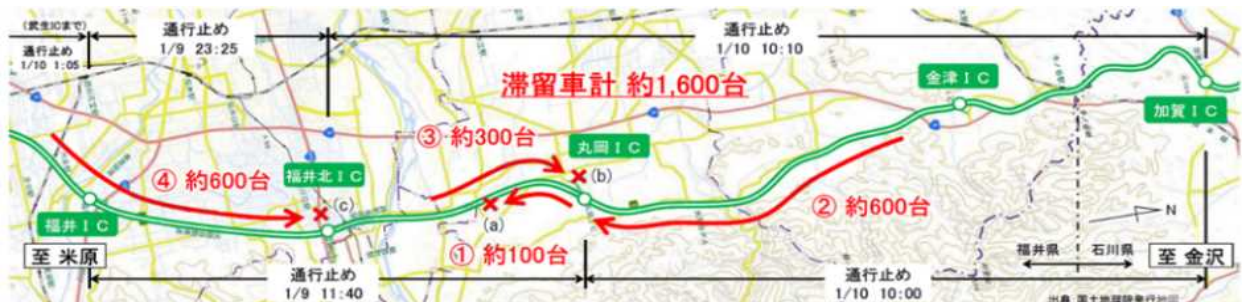 (武生ICまで)
通行止め
1/10 1:05
通行止め
1/9 23:25
通行止め
1/10 10:10
滞留車計 約1,600台
金津IC
加賀IC
③ 約300台
丸岡IC
(b)
④ 約600台
福井北IC
(c)
(a)
② 約600台
福井IC
① 約100台
N
至 米原
福井県 石川県
至 金沢
通行止め
1/9 11:40
通行止め
1/10 10:00
出典:国土地理院発行地図